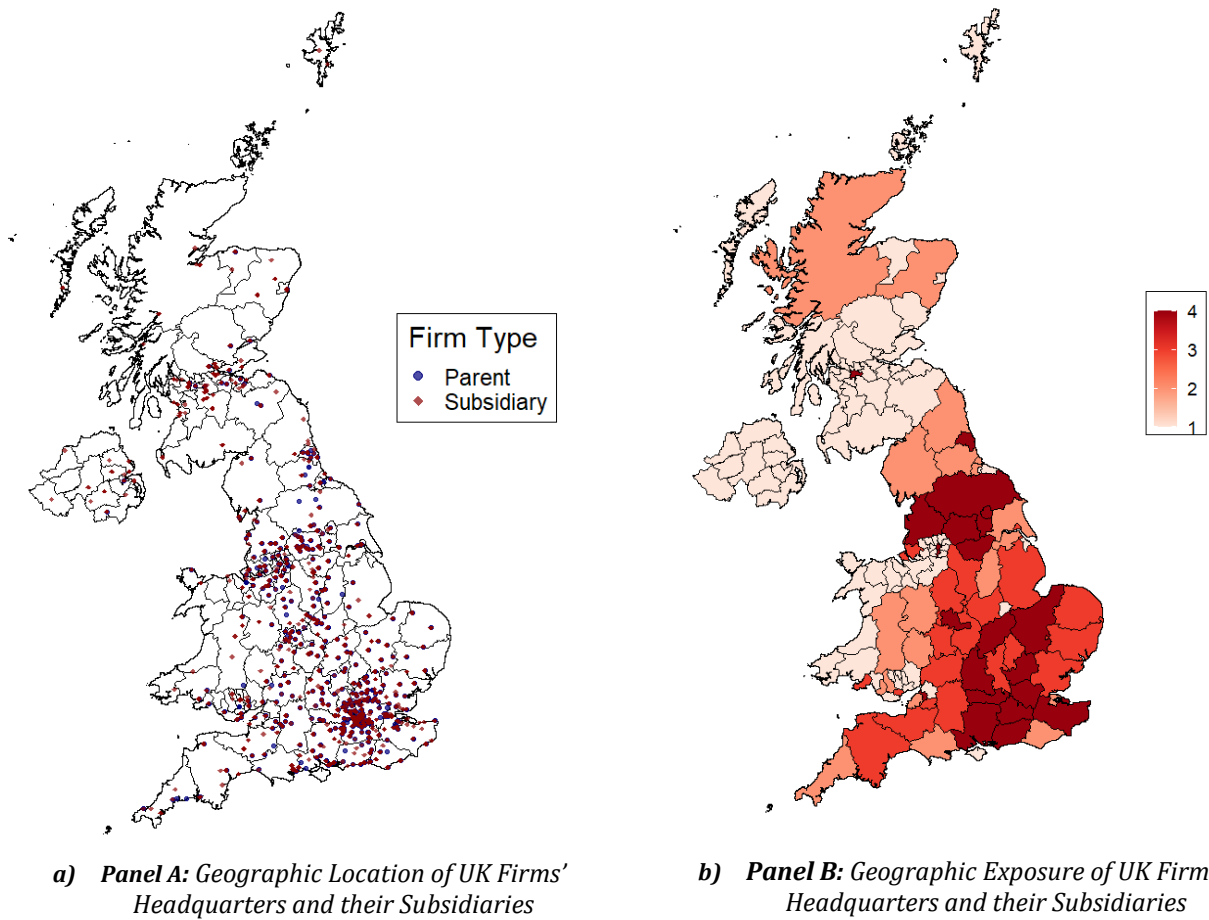 Firm Type
Parent
Subsidiary
4
3
2
1
a) Panel A: Geographic Location of UK Firms'
Headquarters and their Subsidiaries
b) Panel B: Geographic Exposure of UK Firm
Headquarters and their Subsidiaries